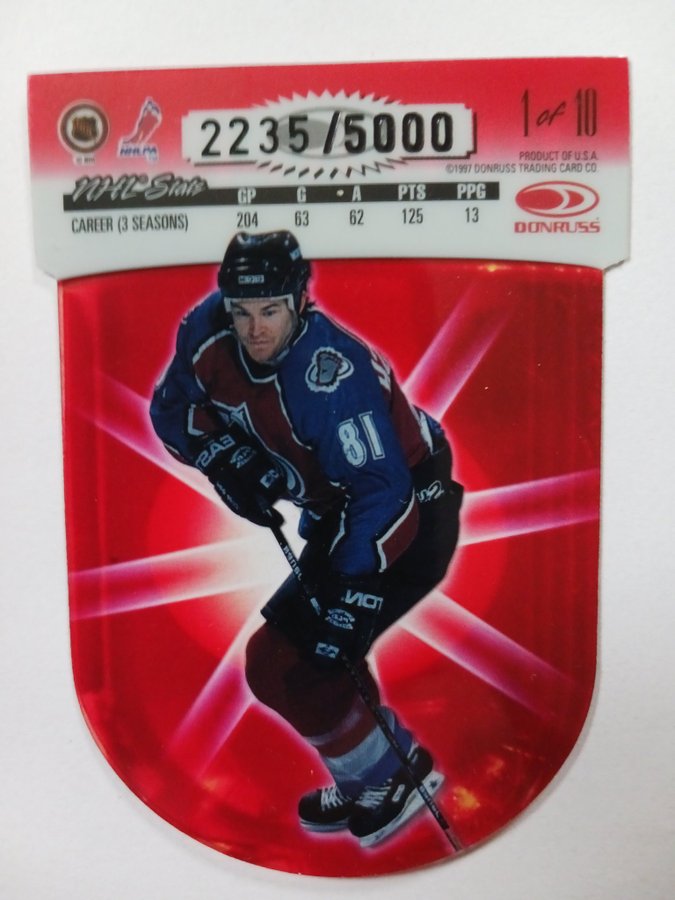 2235/5000
1 of 10
NHLPA
PRODUCT OF U.S.A.
©1997 DONRUSS TRADING CARD CO.
NHL Stats GP G A PTS PPG
CAREER (3 SEASONS) 204 63 62 125 13
DONRUSS
81